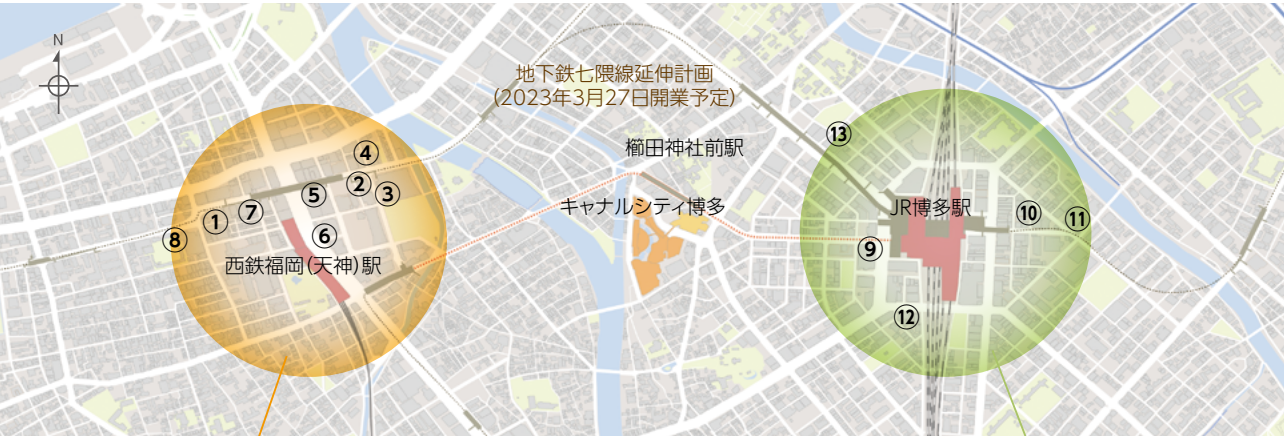 N
地下鉄七隈線延伸計画
(2023年3月27日開業予定)
櫛田神社前駅
キャナルシティ博多
JR博多駅
西鉄福岡(天神)駅
①
②
③
④
⑤
⑥
⑦
⑧
⑨
⑩
⑪
⑫
⑬